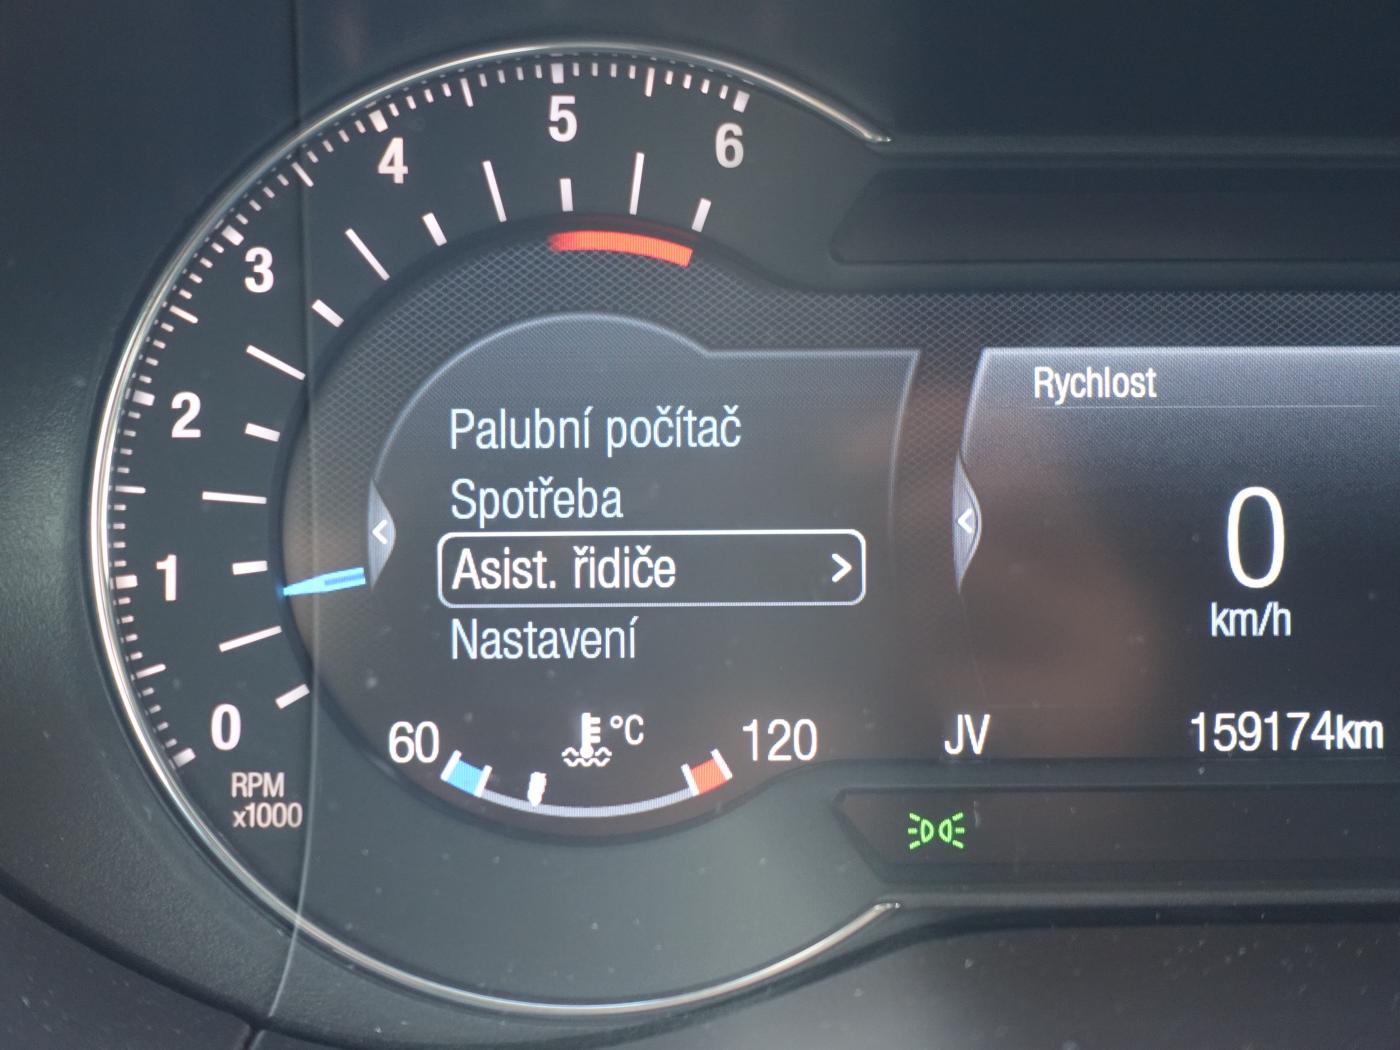 6
5
4
3
2
1
0
RPM
x1000
Palubní počítač
Spotřeba
Asist. řidiče >
Nastavení
60
°C
120
Rychlost
0
km/h
JV
159174km